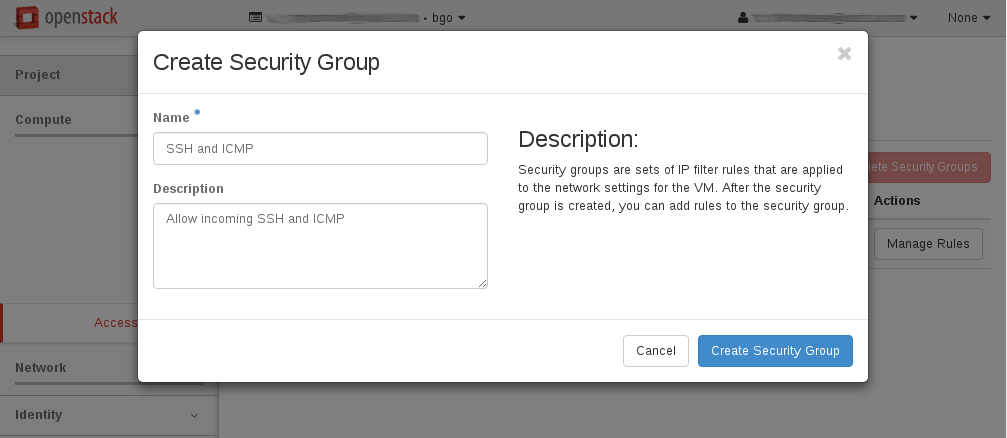 openstack
• bgo
None
Create Security Group
Project
Compute
Name *
SSH and ICMP
Description
Allow incoming SSH and ICMP
Description:
Security groups are sets of IP filter rules that are applied
to the network settings for the VM. After the security
group is created, you can add rules to the security group.
Security Groups
Actions
Manage Rules
Access
Cancel
Create Security Group
Network
Identity